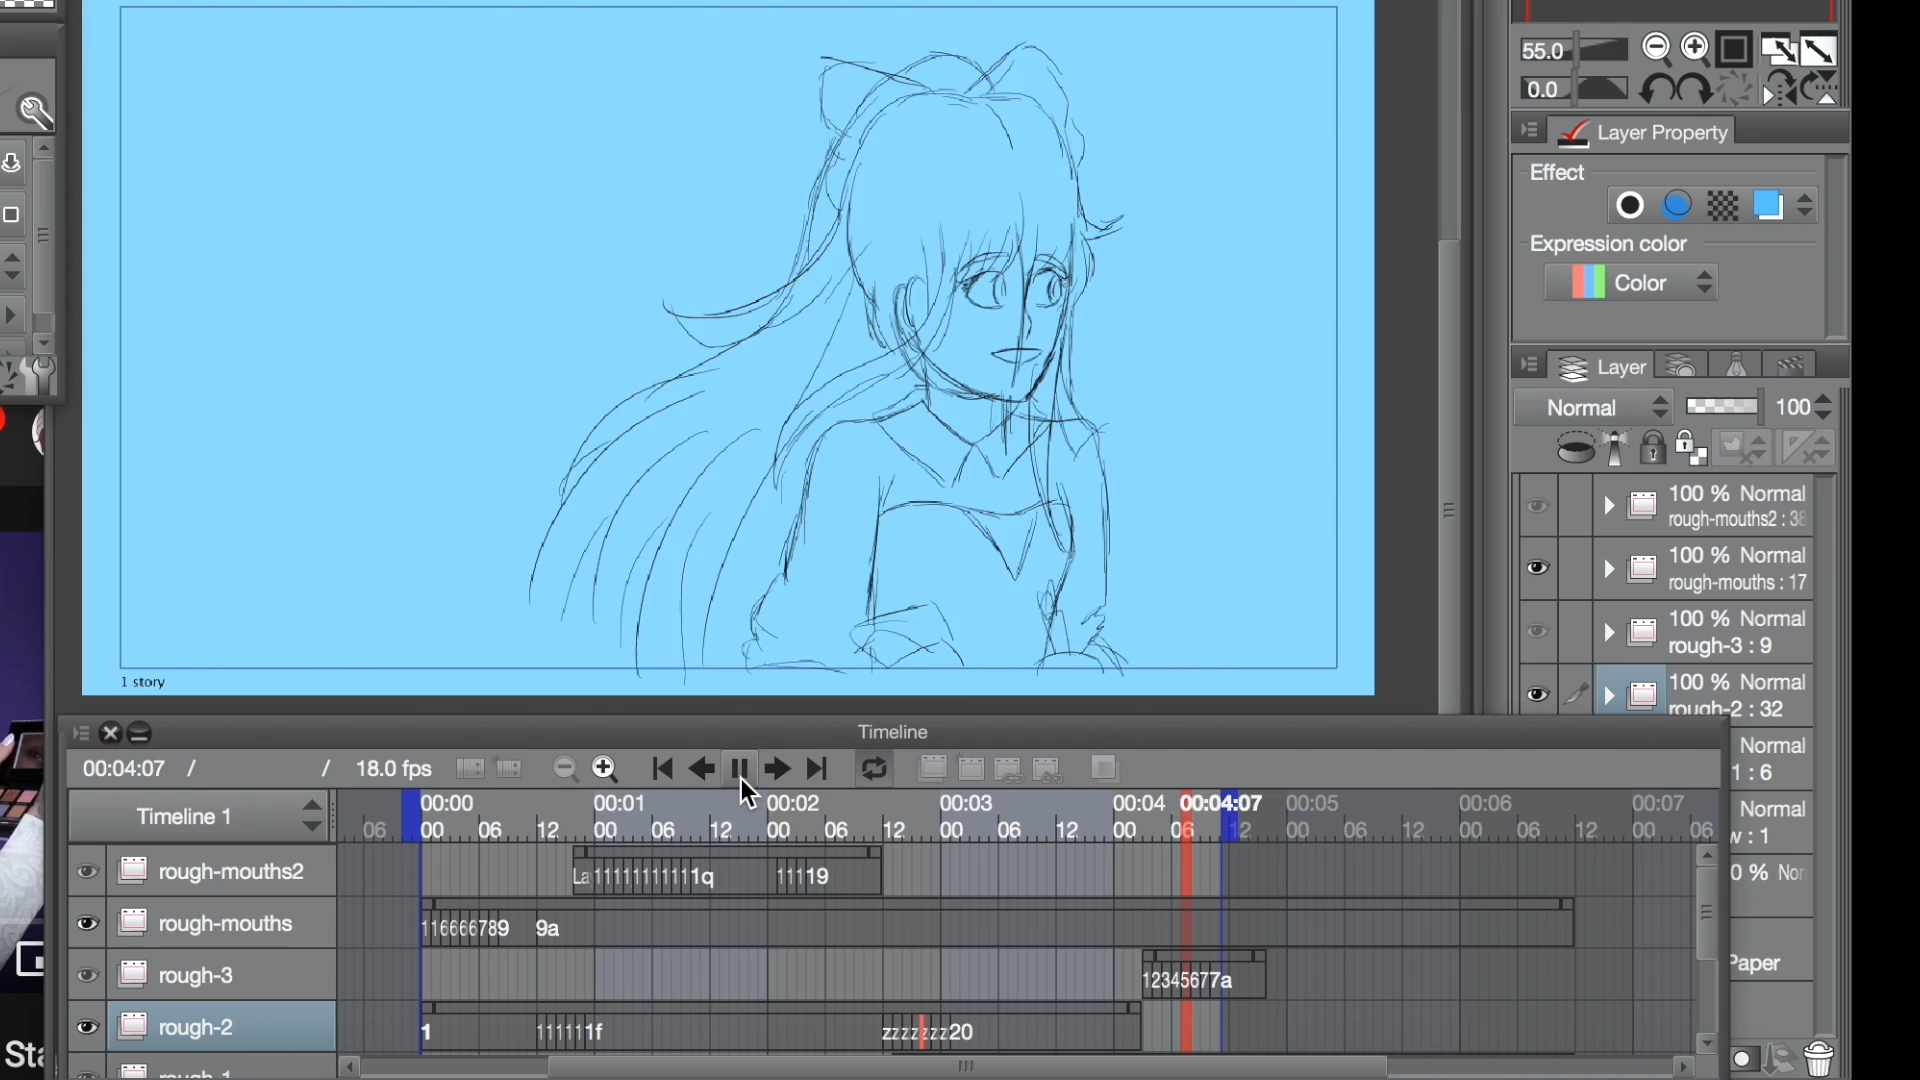 55.0
0.0
Layer Property
Effect
Expression color
Color
Layer
Normal 100
100 % Normal
rough-mouths2 : 38
100 % Normal
rough-mouths : 17
100 % Normal
rough-3 : 9
100 % Normal
rough-2 : 32
Normal
1 : 6
Normal
w : 1
0 % Nor
Paper
1 story
Timeline
00:04:07 / / 18.0 fps
Timeline 1
00:00 00:01 00:02 00:03 00:04 00:04:07 00:05 00:06 00:07
06 00 06 12 00 06 12 00 06 12 00 06 12 00 06 12 00 06 12 00 06 12 00 06
rough-mouths2
La111111111111q 11119
rough-mouths
116666789 9a
rough-3
12345677a
rough-2
1 111111f zzzzzzz20
rough-1
Sta